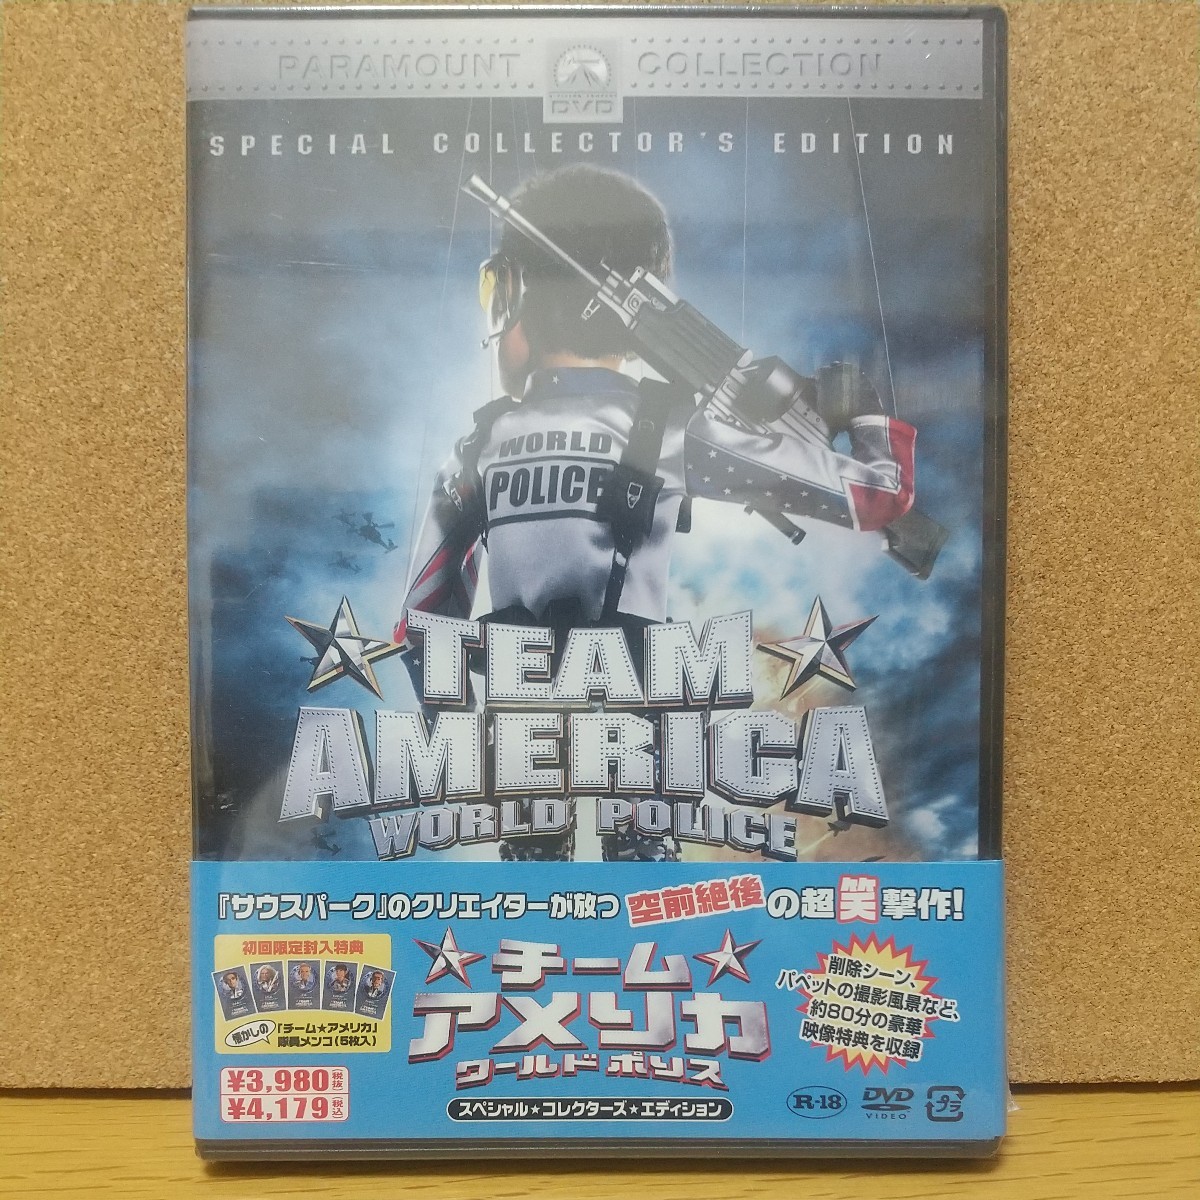 PARAMOUNT DVD COLLECTION
SPECIAL COLLECTOR'S EDITION
WORLD
POLICE
TEAM
AMERICA
WORLD POLICE
『サウスパーク』のクリエイターが放つ 空前絶後の超笑撃作!
初回限定封入特典
懐かしの「チーム★アメリカ」
隊員メンコ(5枚入)
¥3,980(税抜)
¥4,179(税込)
チーム
アメリカ
ワールドポリス
スペシャル★コレクターズ★エディション
削除シーン、
パペットの撮影風景など、
約80分の豪華
映像特典を収録
R-18
DVD
VIDEO
プラ